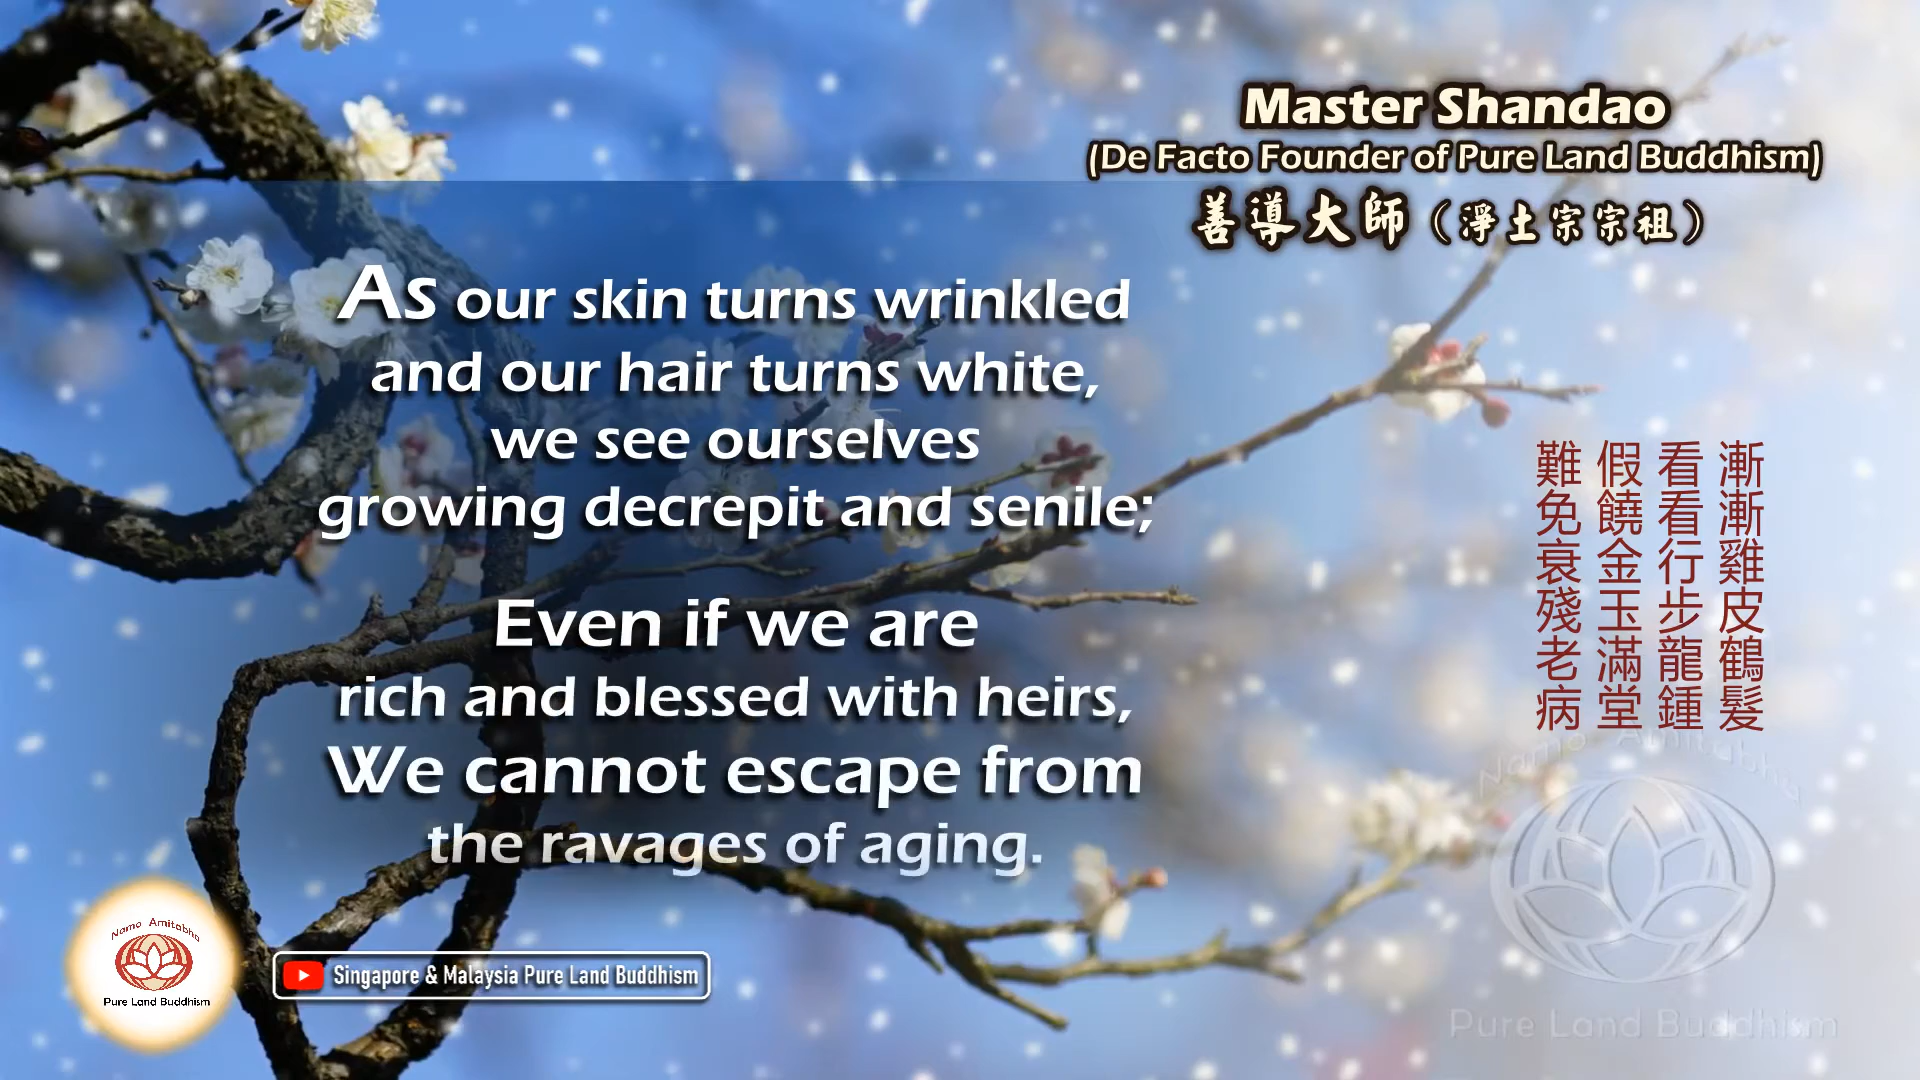 Master Shandao
(De Facto Founder of Pure Land Buddhism)
善導大師（淨土宗宗祖）
As our skin turns wrinkled
and our hair turns white,
we see ourselves
growing decrepit and senile;
Even if we are
rich and blessed with heirs,
We cannot escape from
the ravages of aging.
漸漸雞皮鶴髮
看看行步龍鍾
假饒金玉滿堂
難免衰殘老病
Namo Amitabha
Pure Land Buddhism
Namo Amitabha
Pure Land Buddhism
Singapore & Malaysia Pure Land Buddhism